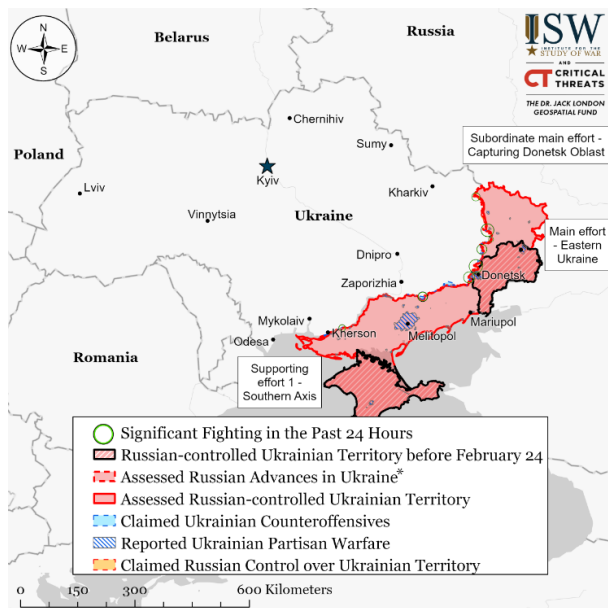 N
W
E
S
Belarus
Russia
ISW
INSTITUTE FOR THE
STUDY OF WAR
AND
CT CRITICAL
THREATS
THE DR. JACK LONDON
GEOSPATIAL FUND
Chernihiv
Subordinate main effort -
Capturing Donetsk Oblast
Sumy
Poland
Kyiv
Lviv
Kharkiv
Vinnytsia
Ukraine
Main effort
- Eastern
Ukraine
Dnipro
Donetsk
Zaporizhia
Mykolaiv
Mariupol
Kherson
Melitopol
Odesa
Romania
Supporting
effort 1 -
Southern Axis
Significant Fighting in the Past 24 Hours
Russian-controlled Ukrainian Territory before February 24
Assessed Russian Advances in Ukraine*
Assessed Russian-controlled Ukrainian Territory
Claimed Ukrainian Counteroffensives
Reported Ukrainian Partisan Warfare
Claimed Russian Control over Ukrainian Territory
0 150 300 600 Kilometers